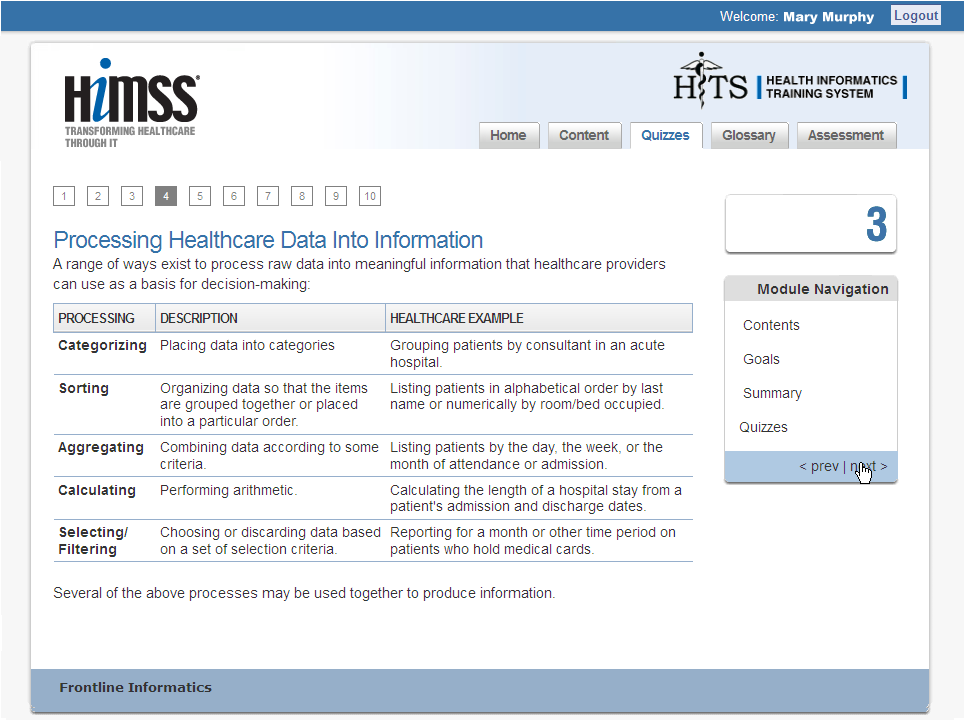 Welcome: Mary Murphy Logout
HIMSS®
TRANSFORMING HEALTHCARE
THROUGH IT
HITS
HEALTH INFORMATICS
TRAINING SYSTEM
Home Content Quizzes Glossary Assessment
1 2 3 4 5 6 7 8 9 10
3
Processing Healthcare Data Into Information
A range of ways exist to process raw data into meaningful information that healthcare providers
can use as a basis for decision-making:
PROCESSING DESCRIPTION HEALTHCARE EXAMPLE
Categorizing Placing data into categories Grouping patients by consultant in an acute
hospital.
Sorting Organizing data so that the items Listing patients in alphabetical order by last
are grouped together or placed name or numerically by room/bed occupied.
into a particular order.
Aggregating Combining data according to some Listing patients by the day, the week, or the
criteria. month of attendance or admission.
Calculating Performing arithmetic. Calculating the length of a hospital stay from a
patient's admission and discharge dates.
Selecting/ Choosing or discarding data based Reporting for a month or other time period on
Filtering on a set of selection criteria. patients who hold medical cards.
Several of the above processes may be used together to produce information.
Module Navigation
Contents
Goals
Summary
Quizzes
< prev | next >
Frontline Informatics